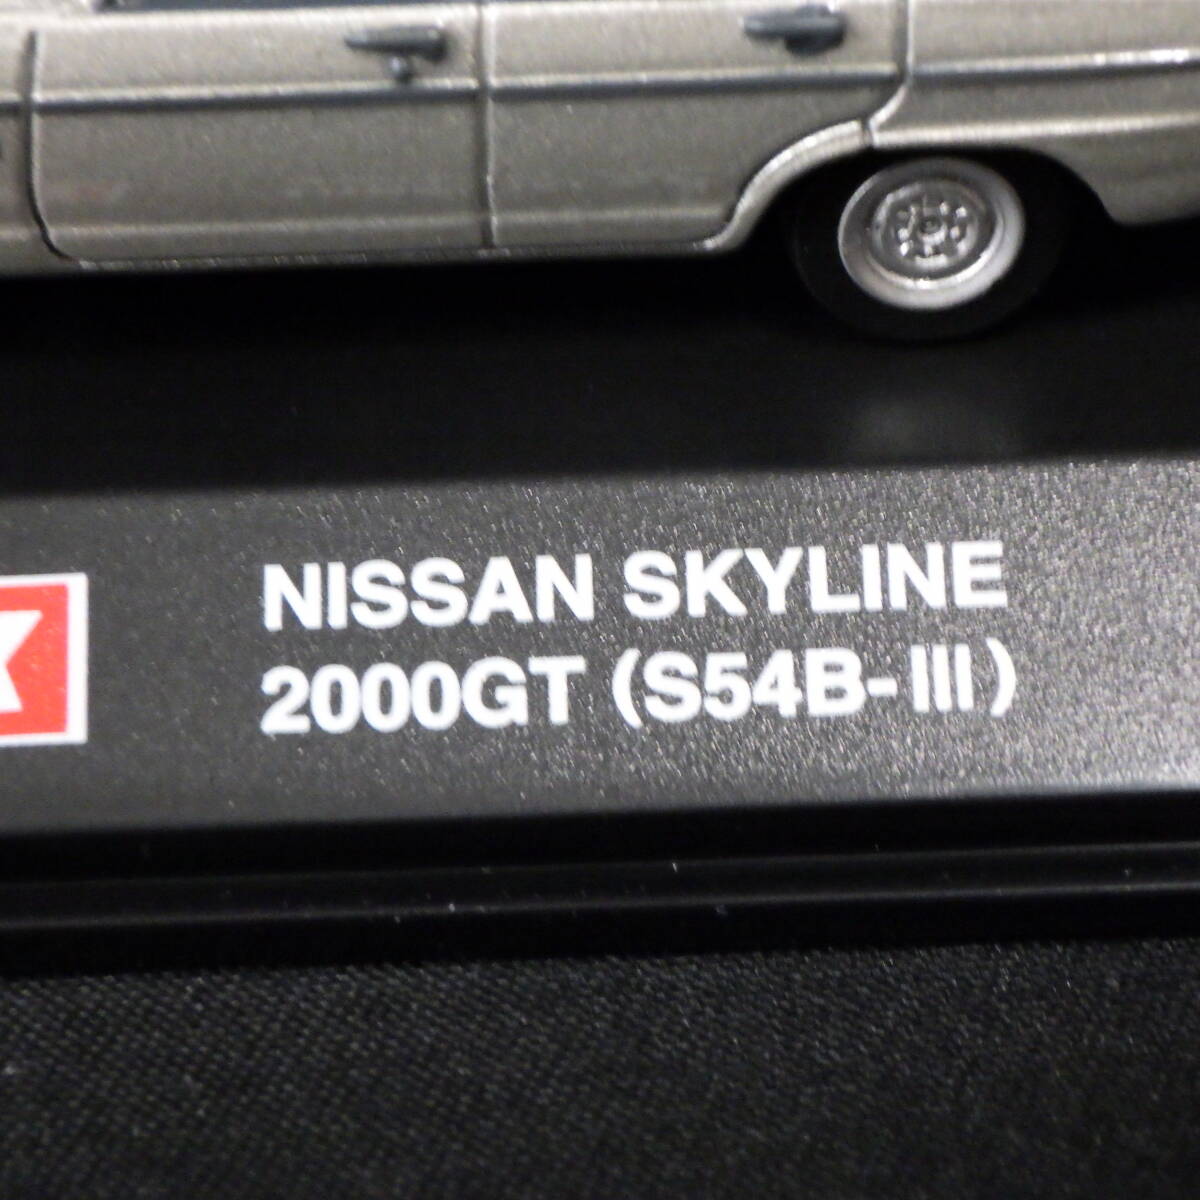 NISSAN SKYLINE
2000GT (S54B-III)